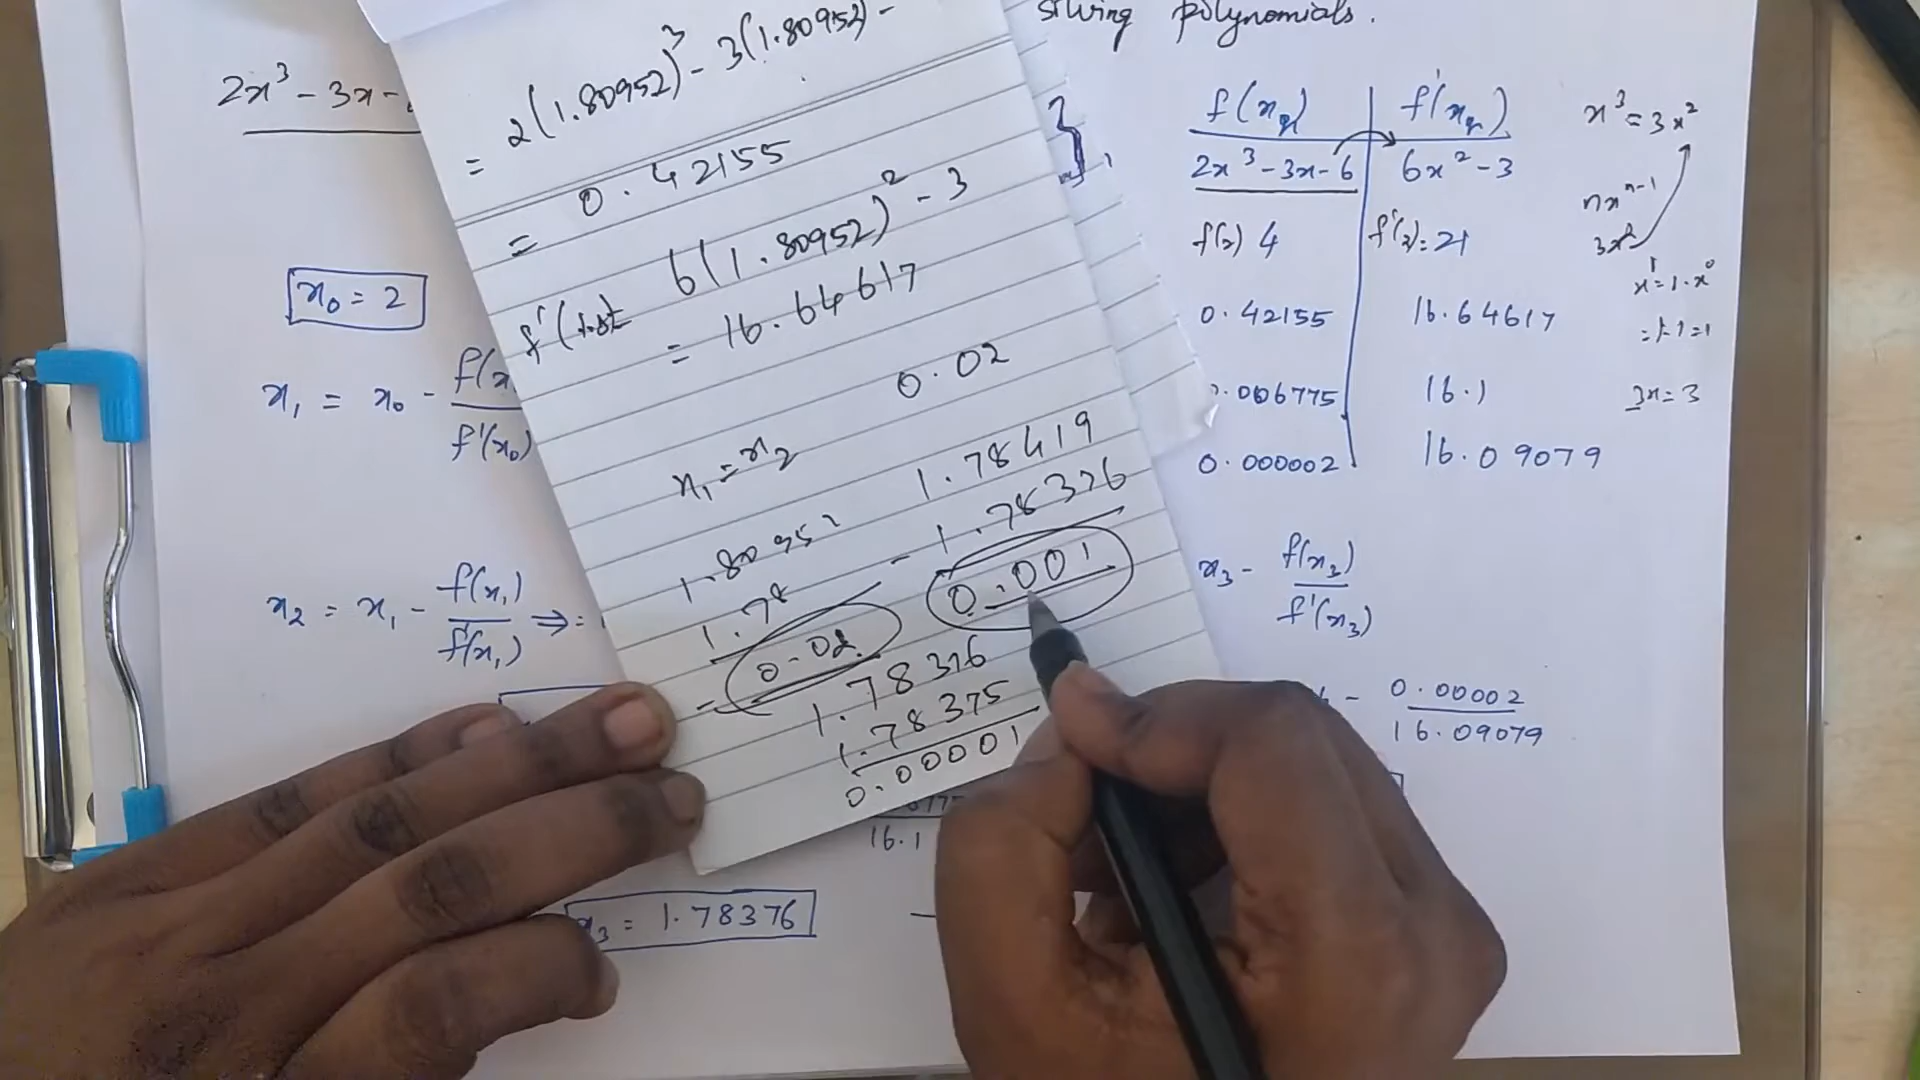 solving polynomials.
2x³ - 3x -
x₀ = 2
x₁ = x₀ -
f(x
f'(x₀)
x₂ = x₁ - f(x₁) / f'(x₁) ⇒ =
x₃ = 1.78376
= 2(1.80952)³ - 3(1.80952) -
= 0.42155
6(1.80952)² - 3
= 16.64617
0.02
x₁ = x₂
1.80952
1.78
= 0.02
1.78419
- 1.78376
0.001
1.78376
1.78375
0.00001
16.1
f'(xₙ)
2x³ - 3x - 6
6x² - 3
f(2) 4
f'(2) = 21
0.42155
16.64617
.006775
16.1
0.000002
16.09079
x³ = 3x²
nxⁿ⁻¹
3x²
x¹ = 1·x⁰
= 1·1 = 1
3x = 3
x₃ - f(x₃) / f'(x₃)
- 0.00002 / 16.09079